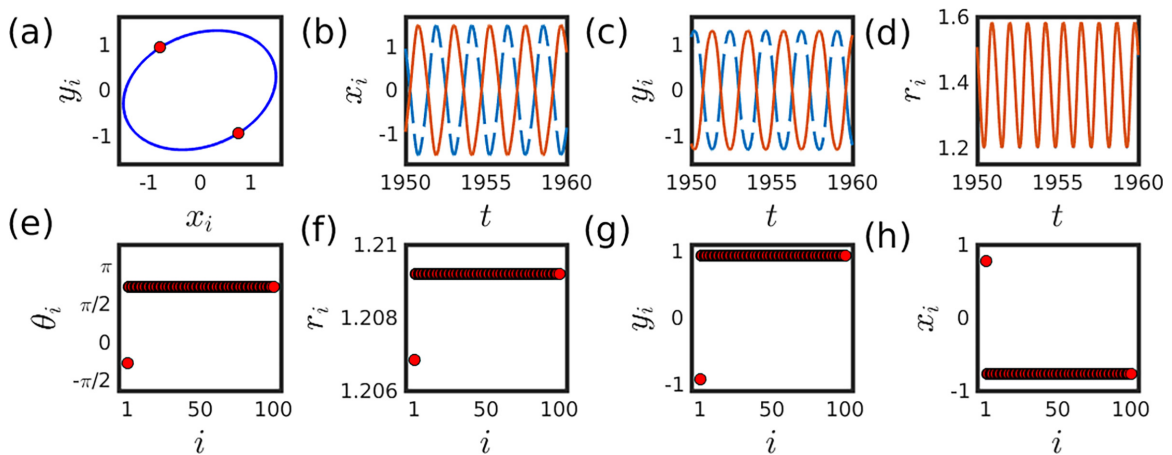 (a)
y_i
1
0
-1
-1 0 1
x_i
(b)
x_i
1
0
-1
1950 1955 1960
t
(c)
y_i
1
0
-1
1950 1955 1960
t
(d)
r_i
1.6
1.4
1.2
1950 1955 1960
t
(e)
θ_i
π
π/2
0
-π/2
1 50 100
i
(f)
r_i
1.21
1.208
1.206
1 50 100
i
(g)
y_i
1
0
-1
1 50 100
i
(h)
x_i
1
0
-1
1 50 100
i